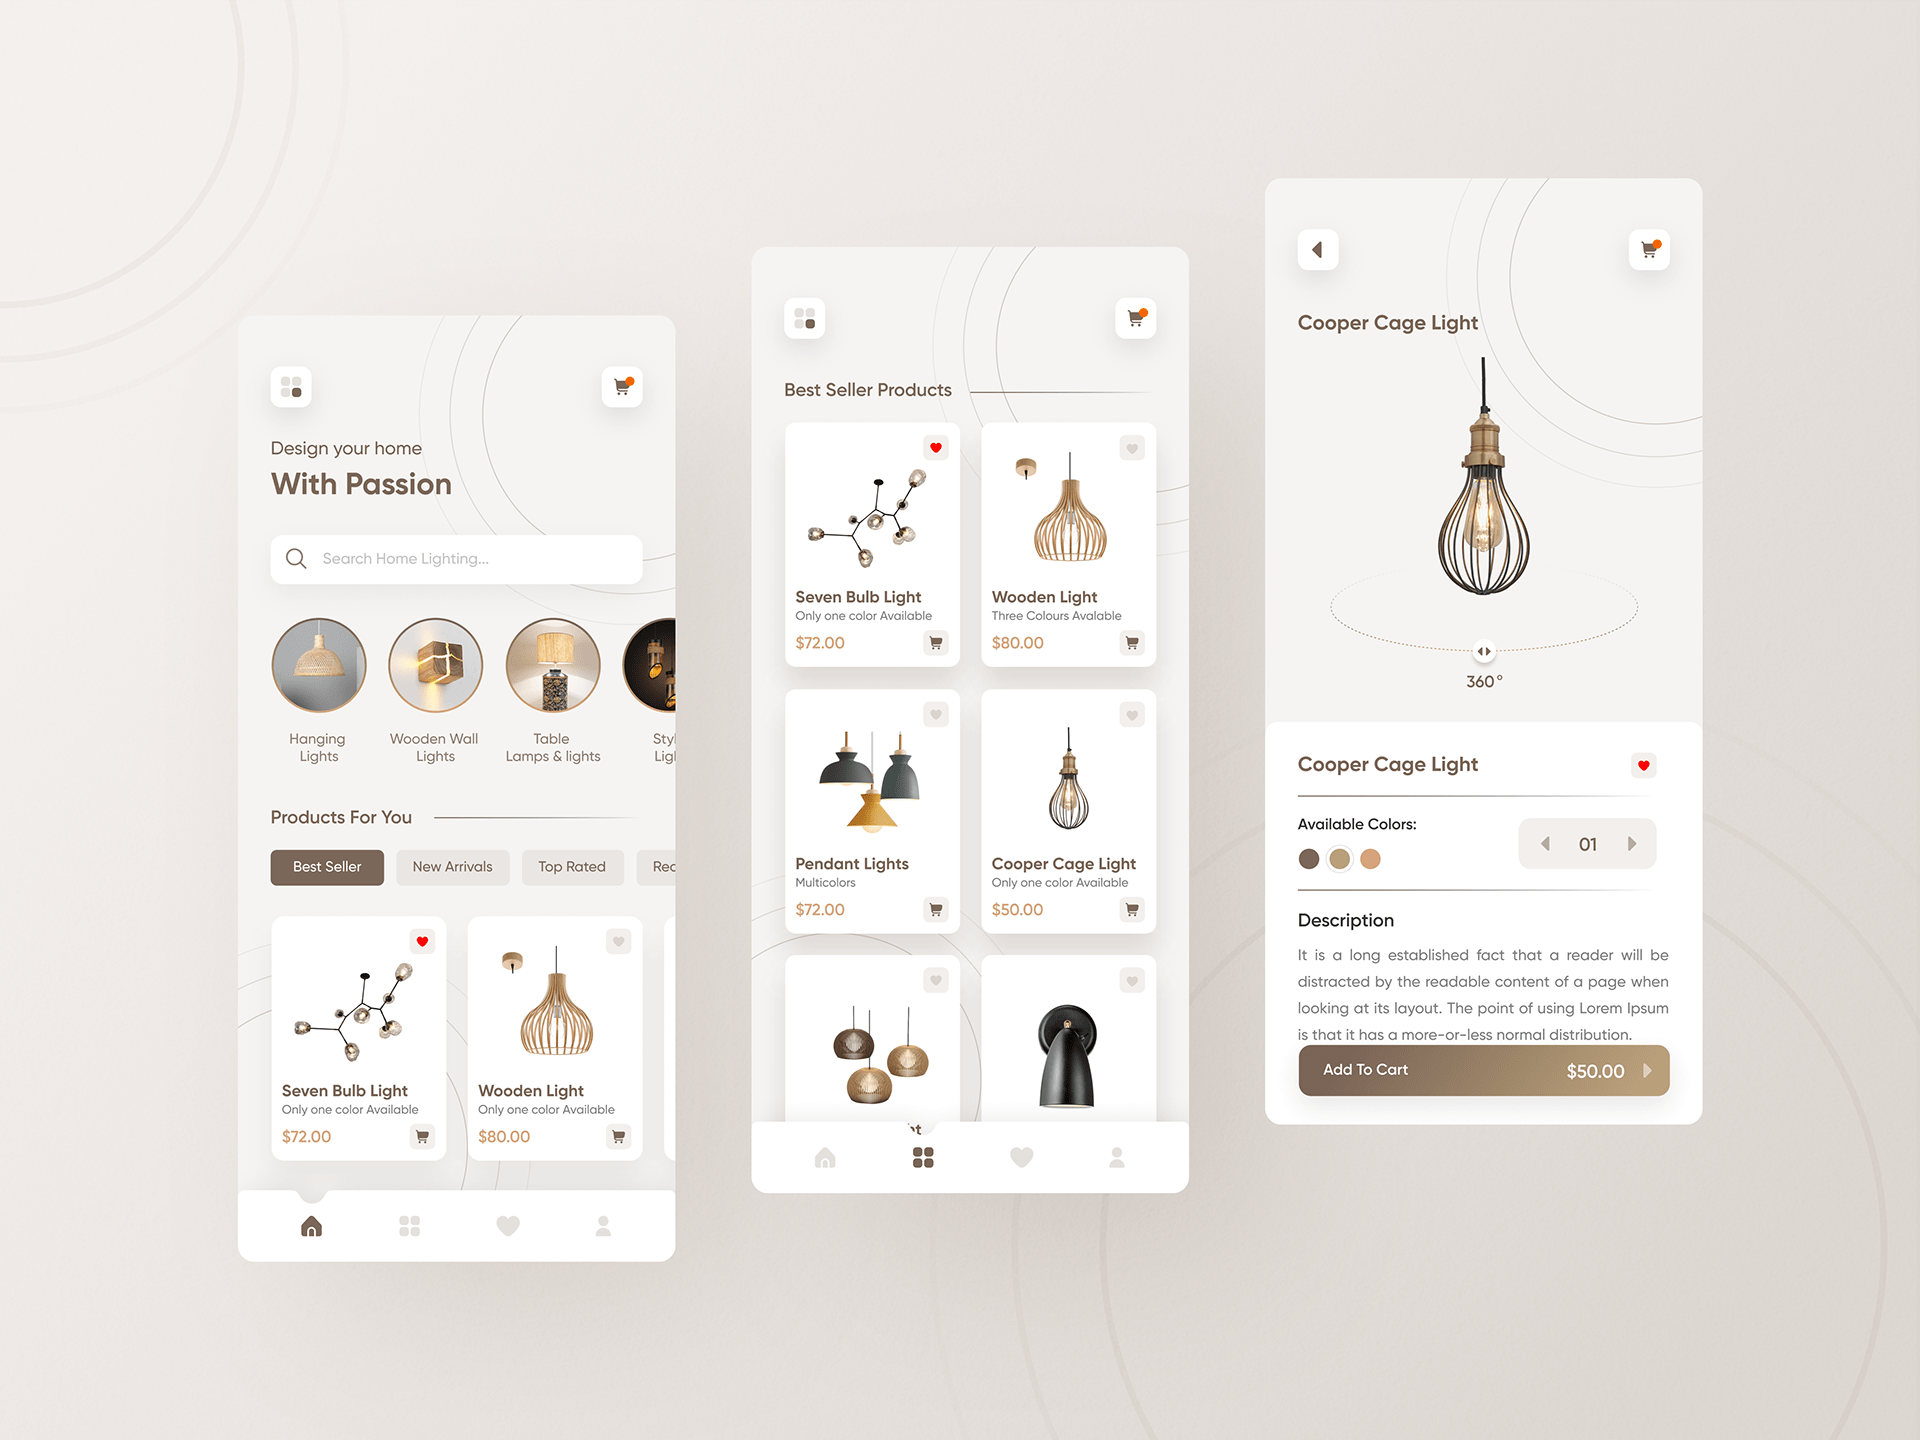 Design your home
With Passion
Search Home Lighting...
Hanging
Lights
Wooden Wall
Lights
Table
Lamps & lights
Products For You
Best Seller
New Arrivals
Top Rated
Seven Bulb Light
Only one color Available
$72.00
Wooden Light
Only one color Available
$80.00
Best Seller Products
Seven Bulb Light
Only one color Available
$72.00
Wooden Light
Three Colours Avalable
$80.00
Pendant Lights
Multicolors
$72.00
Cooper Cage Light
Only one color Available
$50.00
Cooper Cage Light
360°
Cooper Cage Light
Available Colors:
01
Description
It is a long established fact that a reader will be
distracted by the readable content of a page when
looking at its layout. The point of using Lorem Ipsum
is that it has a more-or-less normal distribution.
Add To Cart
$50.00